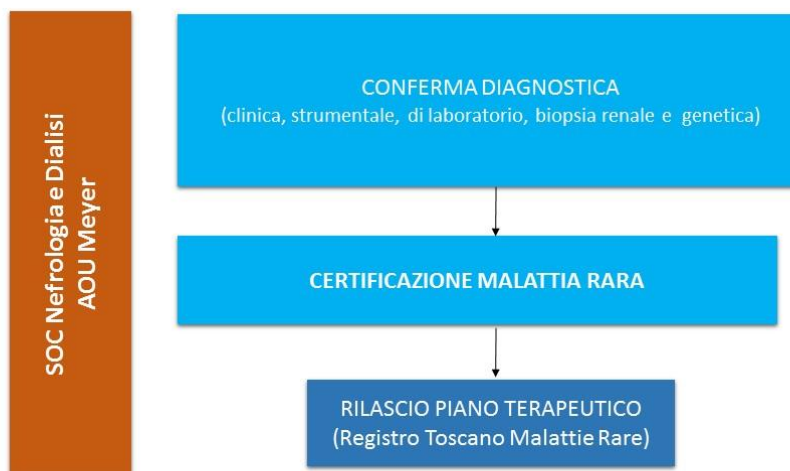 SOC Nefrologia e Dialisi
AOU Meyer
CONFERMA DIAGNOSTICA
(clinica, strumentale, di laboratorio, biopsia renale e genetica)
CERTIFICAZIONE MALATTIA RARA
RILASCIO PIANO TERAPEUTICO
(Registro Toscano Malattie Rare)